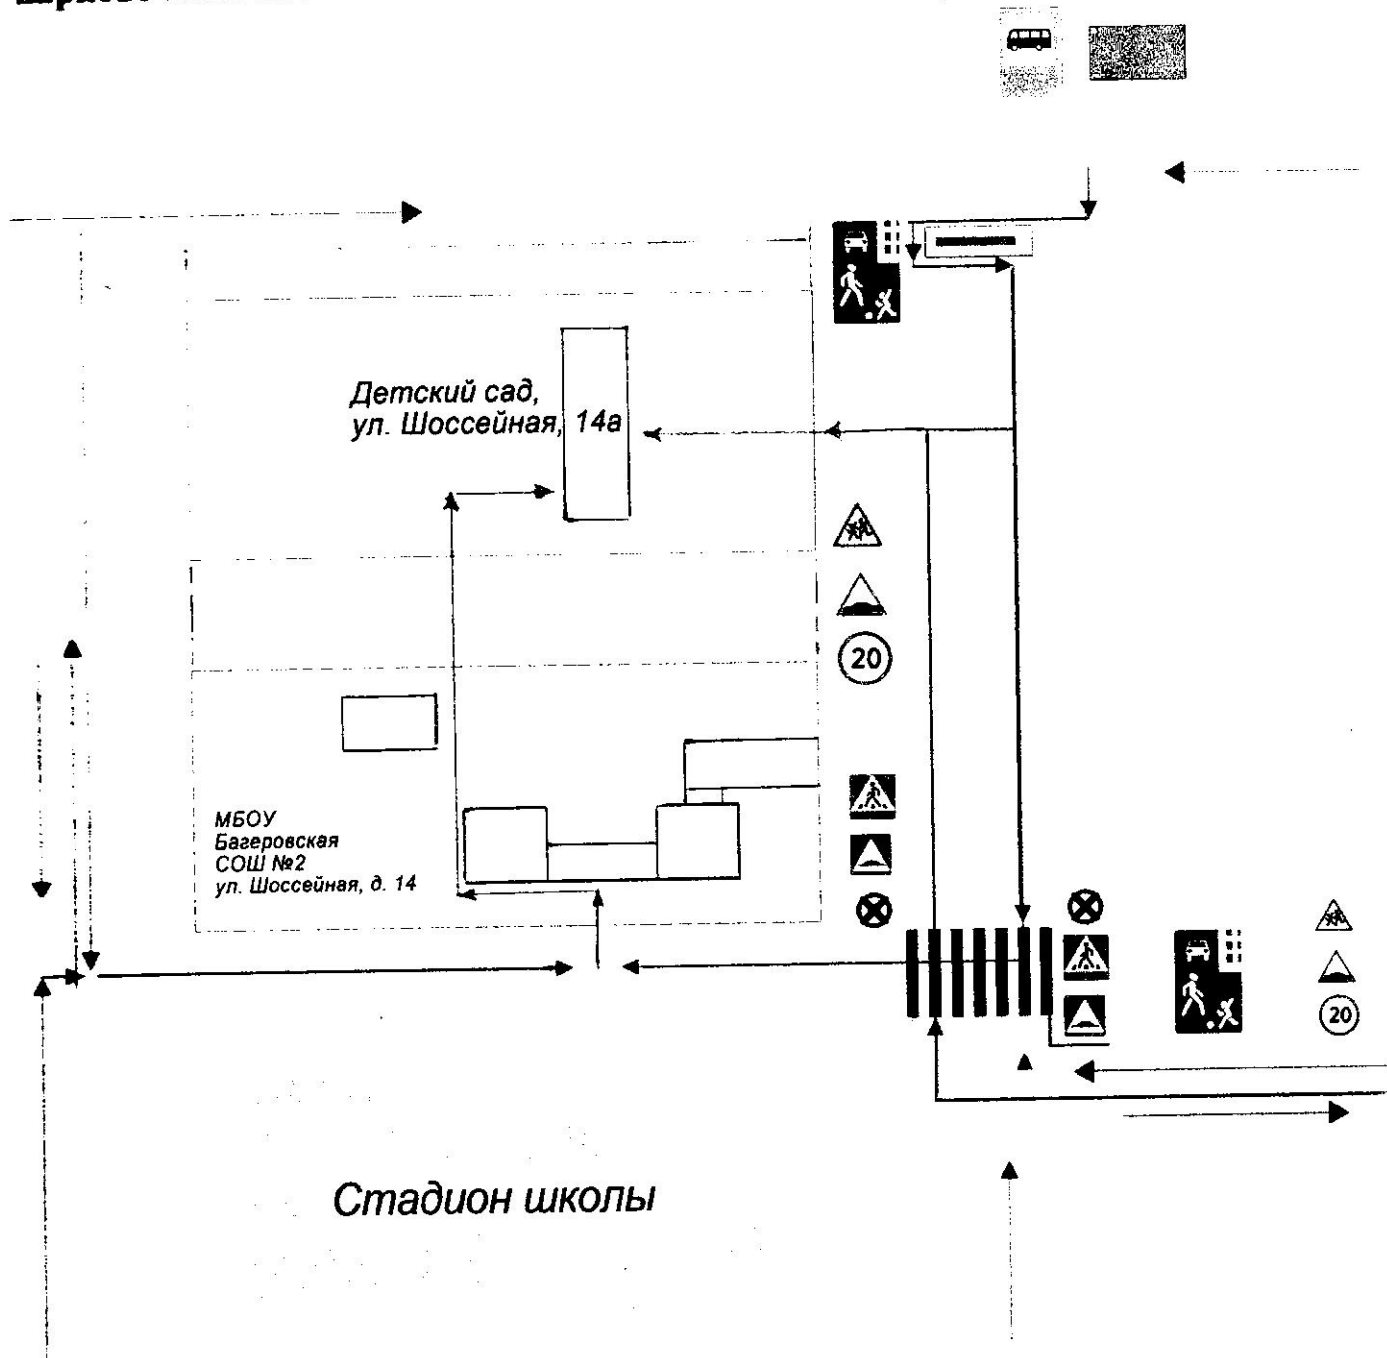 Детский сад,
ул. Шоссейная, 14а
20
МБОУ
Багеровская
СОШ №2
ул. Шоссейная, д. 14
20
Стадион школы